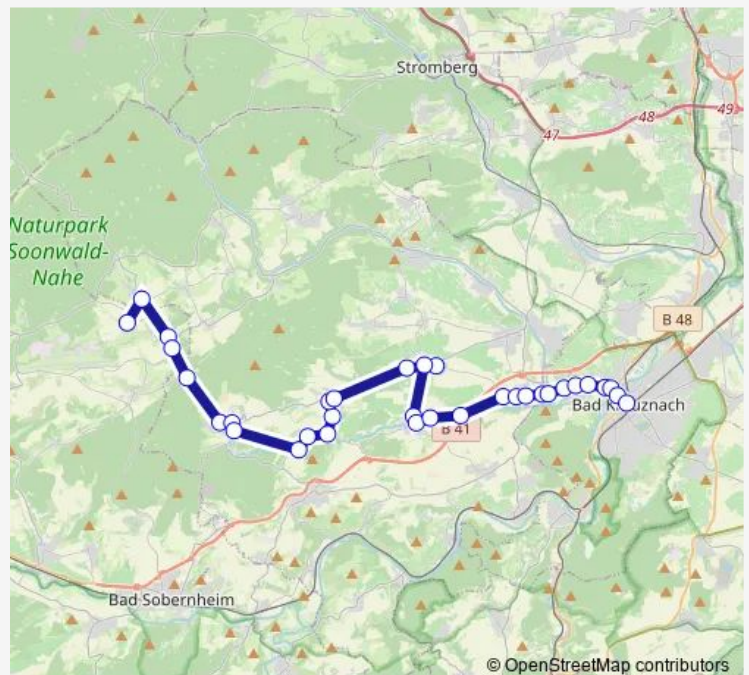 Stromberg
47
48
49
Naturpark
Soonwald-
Nahe
B 48
Bad Kreuznach
B 41
Bad Sobernheim
© OpenStreetMap contributors